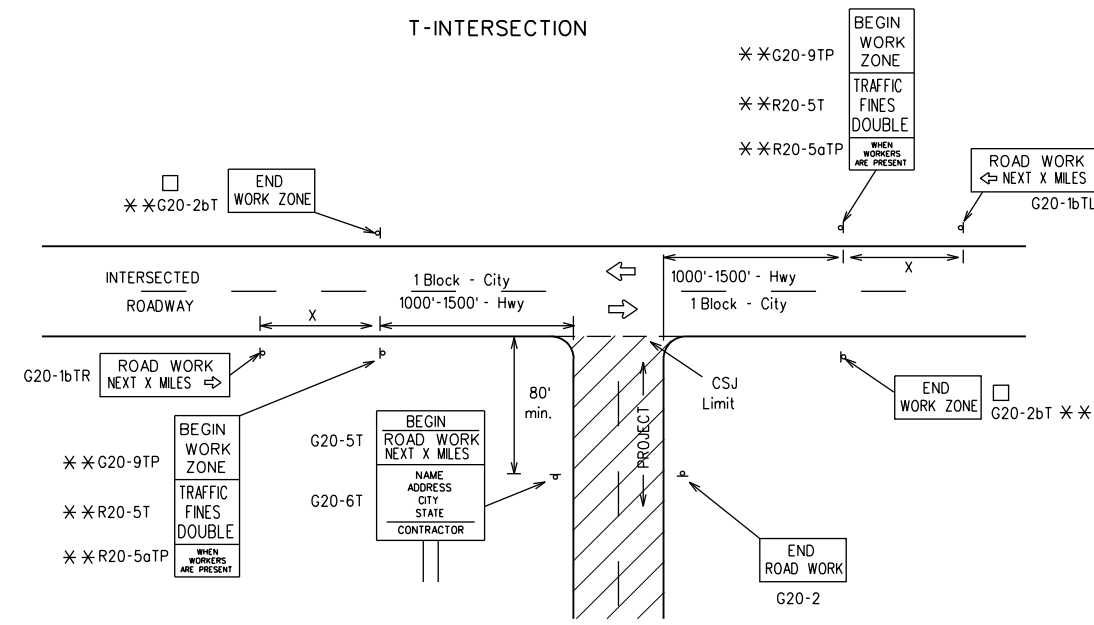 T-INTERSECTION
BEGIN
WORK
ZONE
TRAFFIC
FINES
DOUBLE
WHEN
WORKERS
ARE PRESENT
**G20-9TP
**R20-5T
**R20-5aTP
ROAD WORK
⇦ NEXT X MILES
G20-1bTL
END
WORK ZONE
□
**G20-2bT
INTERSECTED
ROADWAY
1 Block - City
1000'-1500' - Hwy
X
1000'-1500' - Hwy
1 Block - City
X
G20-1bTR
ROAD WORK
NEXT X MILES ⇨
80'
min.
CSJ
Limit
PROJECT
END
WORK ZONE
□
G20-2bT **
BEGIN
WORK
ZONE
TRAFFIC
FINES
DOUBLE
WHEN
WORKERS
ARE PRESENT
**G20-9TP
**R20-5T
**R20-5aTP
G20-5T
BEGIN
ROAD WORK
NEXT X MILES
G20-6T
NAME
ADDRESS
CITY
STATE
CONTRACTOR
END
ROAD WORK
G20-2